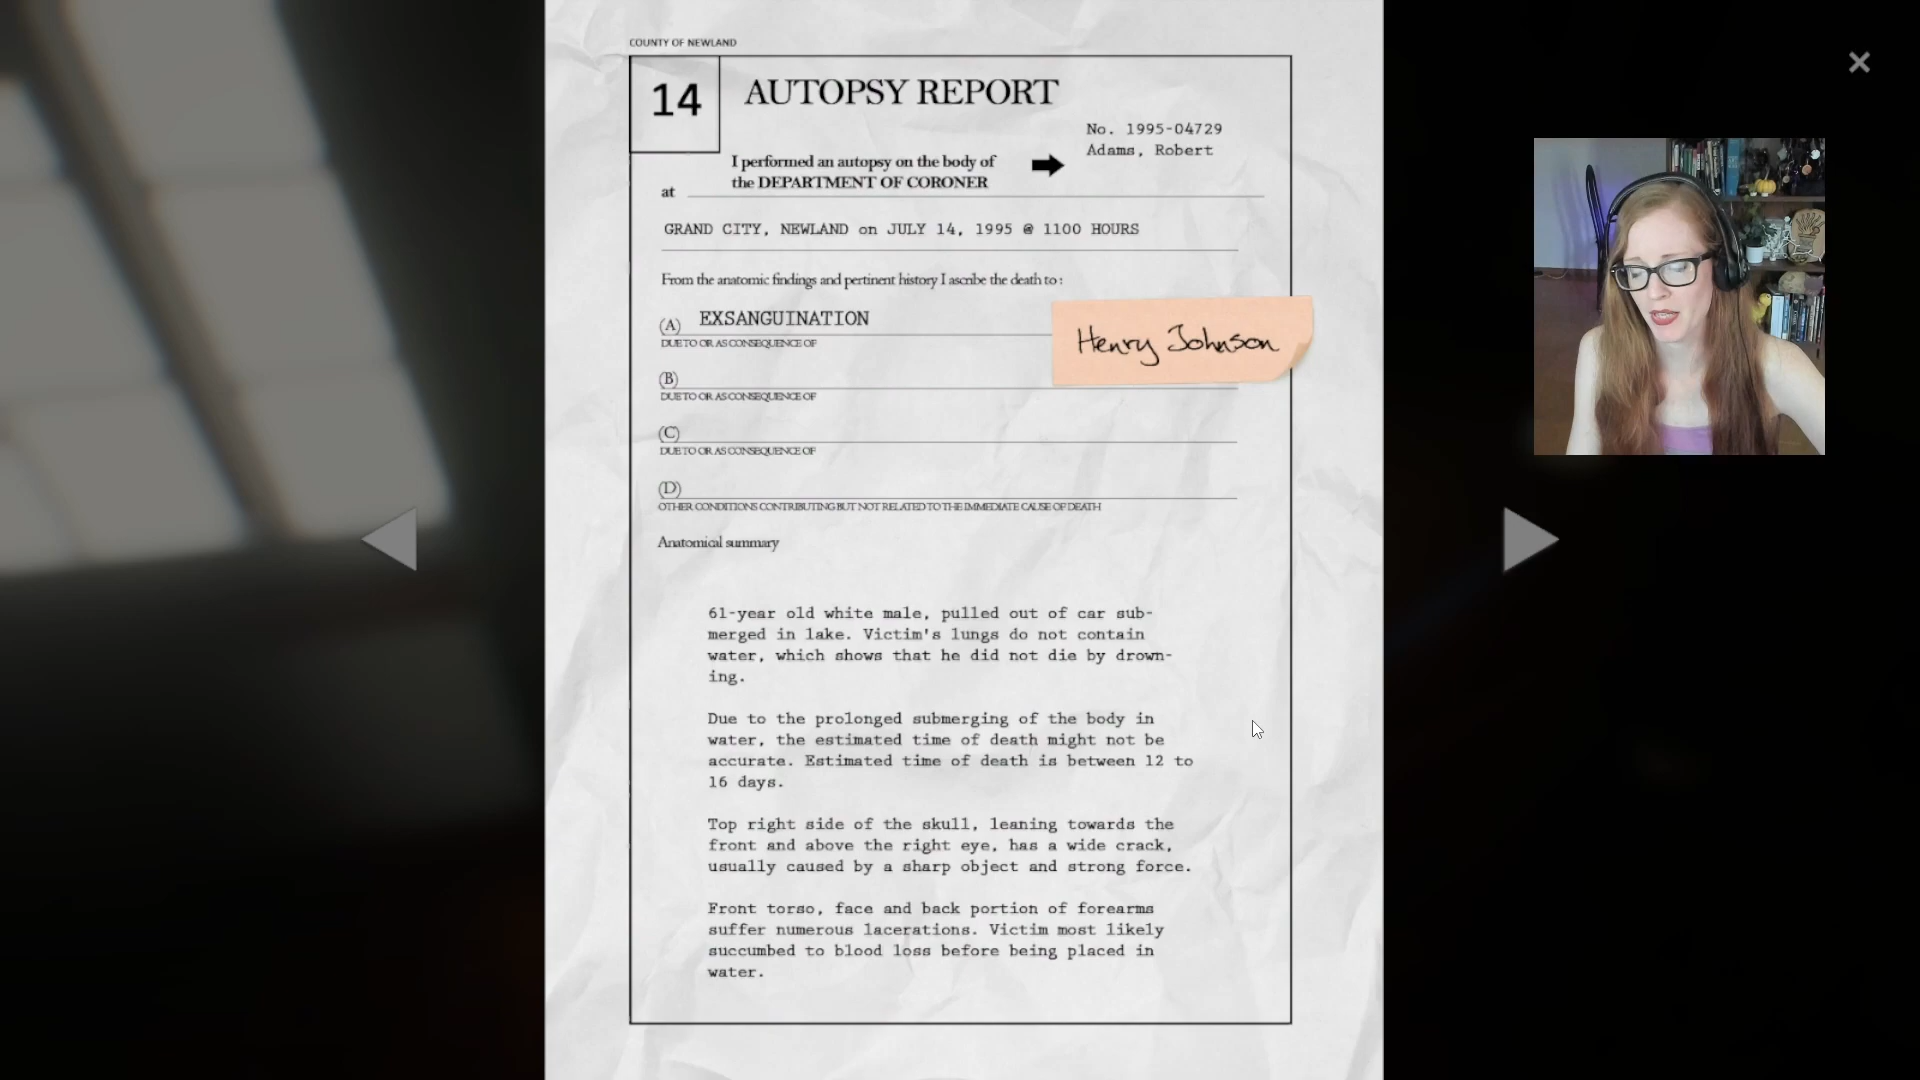 COUNTY OF NEWLAND
14
AUTOPSY REPORT
No. 1995-04729
Adams, Robert
I performed an autopsy on the body of
the DEPARTMENT OF CORONER
at
GRAND CITY, NEWLAND on JULY 14, 1995 @ 1100 HOURS
From the anatomic findings and pertinent history I ascribe the death to :
(A) EXSANGUINATION
Henry Johnson
DUE TO OR AS CONSEQUENCE OF
(B)
DUE TO OR AS CONSEQUENCE OF
(C)
DUE TO OR AS CONSEQUENCE OF
(D)
OTHER CONDITIONS CONTRIBUTING BUT NOT RELATED TO THE IMMEDIATE CAUSE OF DEATH
Anatomical summary
61-year old white male, pulled out of car sub-
merged in lake. Victim's lungs do not contain
water, which shows that he did not die by drown-
ing.
Due to the prolonged submerging of the body in
water, the estimated time of death might not be
accurate. Estimated time of death is between 12 to
16 days.
Top right side of the skull, leaning towards the
front and above the right eye, has a wide crack,
usually caused by a sharp object and strong force.
Front torso, face and back portion of forearms
suffer numerous lacerations. Victim most likely
succumbed to blood loss before being placed in
water.